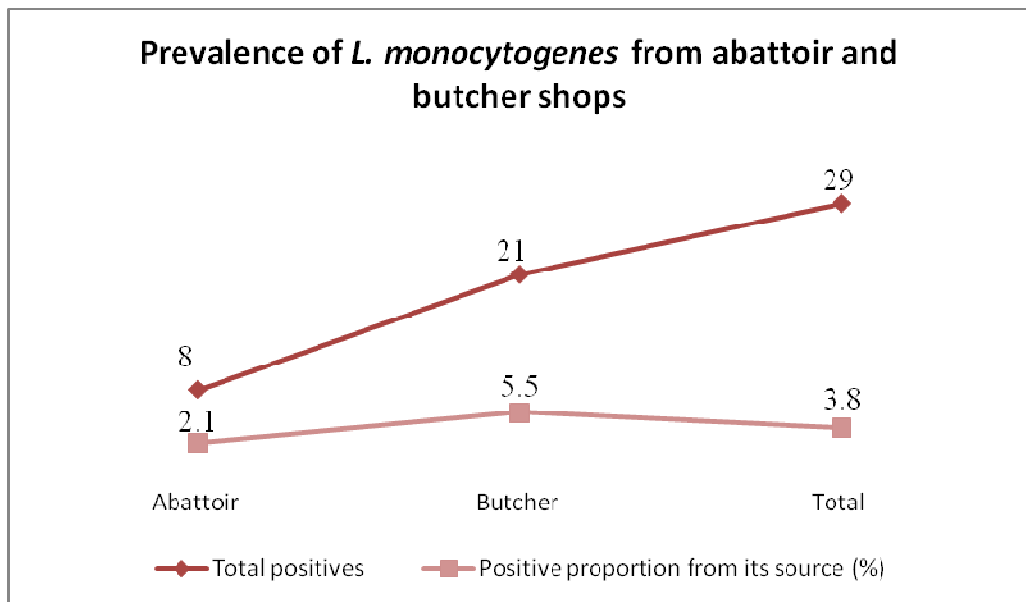 Prevalence of L. monocytogenes from abattoir and
butcher shops
29
21
8
5.5
3.8
2.1
Abattoir Butcher Total
Total positives Positive proportion from its source (%)